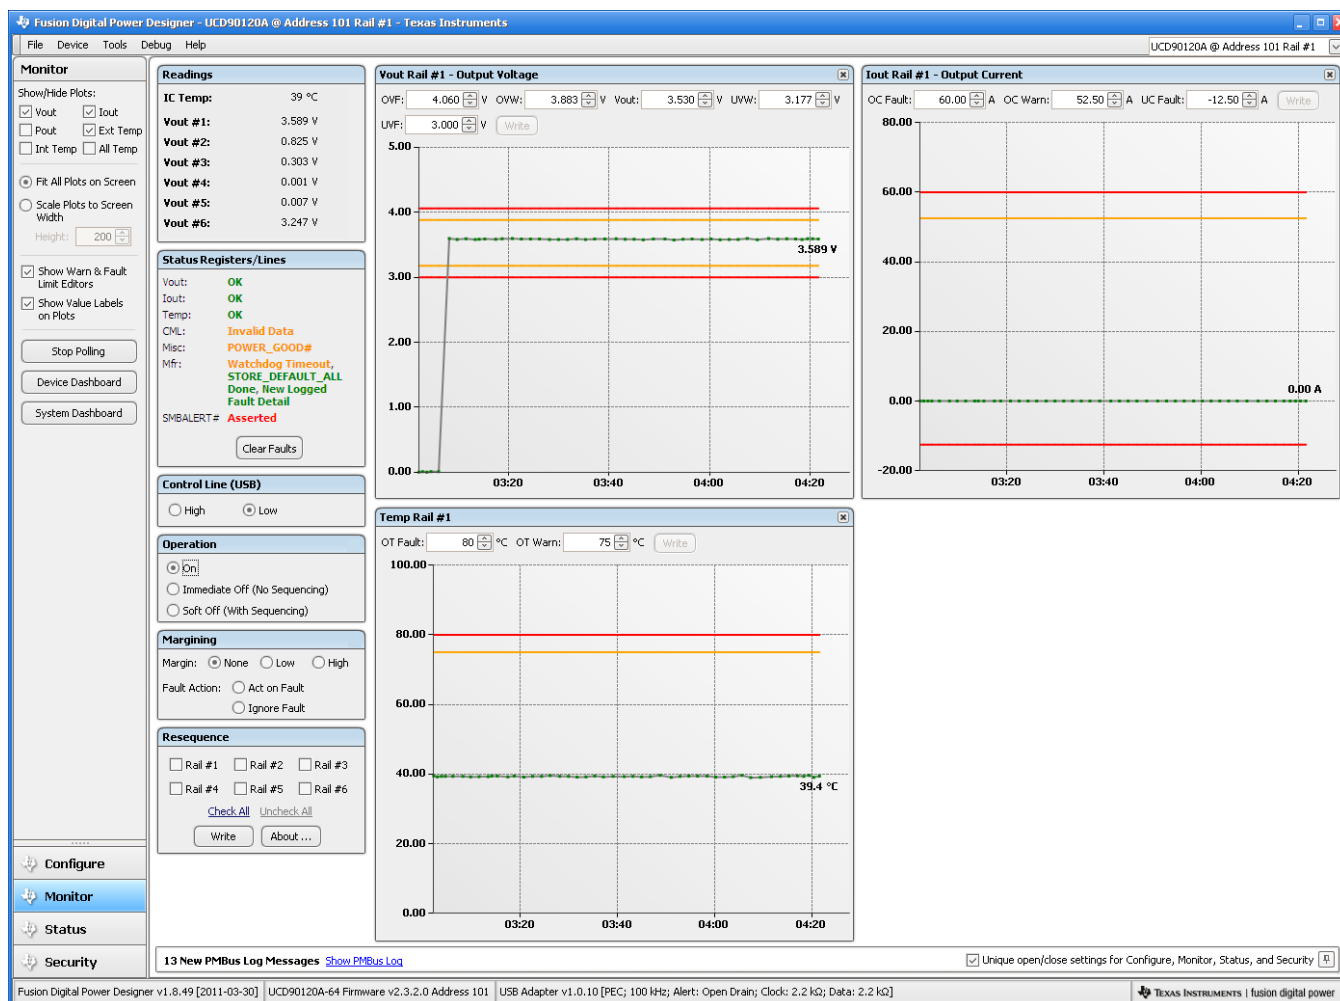 Fusion Digital Power Designer - UCD90120A @ Address 101 Rail #1 - Texas Instruments
File Device Tools Debug Help
UCD90120A @ Address 101 Rail #1
Monitor
Show/Hide Plots:
Vout Iout
Pout Ext Temp
Int Temp All Temp
Fit All Plots on Screen
Scale Plots to Screen
Width
Height: 200
Show Warn & Fault
Limit Editors
Show Value Labels
on Plots
Stop Polling
Device Dashboard
System Dashboard
Configure
Monitor
Status
Security
Readings
IC Temp: 39 °C
Vout #1: 3.589 V
Vout #2: 0.825 V
Vout #3: 0.303 V
Vout #4: 0.001 V
Vout #5: 0.007 V
Vout #6: 3.247 V
Status Registers/Lines
Vout: OK
Iout: OK
Temp: OK
CML: Invalid Data
Misc: POWER_GOOD#
Mfr: Watchdog Timeout,
STORE_DEFAULT_ALL
Done, New Logged
Fault Detail
SMBALERT# Asserted
Clear Faults
Control Line (USB)
High Low
Operation
On
Immediate Off (No Sequencing)
Soft Off (With Sequencing)
Margining
Margin: None Low High
Fault Action: Act on Fault
Ignore Fault
Resequence
Rail #1 Rail #2 Rail #3
Rail #4 Rail #5 Rail #6
Check All Uncheck All
Write About ...
Vout Rail #1 - Output Voltage
OVF: 4.060 V OVW: 3.883 V Vout: 3.530 V UVW: 3.177 V
UVF: 3.000 V Write
5.00
4.00
3.589 V
3.00
2.00
1.00
0.00
03:20 03:40 04:00 04:20
Iout Rail #1 - Output Current
OC Fault: 60.00 A OC Warn: 52.50 A UC Fault: -12.50 A Write
80.00
60.00
40.00
20.00
0.00 A
0.00
-20.00
03:20 03:40 04:00 04:20
Temp Rail #1
OT Fault: 80 °C OT Warn: 75 °C Write
100.00
80.00
60.00
40.00
39.4 °C
20.00
0.00
03:20 03:40 04:00 04:20
13 New PMBus Log Messages Show PMBus Log
Unique open/close settings for Configure, Monitor, Status, and Security
Fusion Digital Power Designer v1.8.49 [2011-03-30] UCD90120A-64 Firmware v2.3.2.0 Address 101 USB Adapter v1.0.10 [PEC; 100 kHz; Alert: Open Drain; Clock: 2.2 kΩ; Data: 2.2 kΩ] TEXAS INSTRUMENTS | fusion digital power